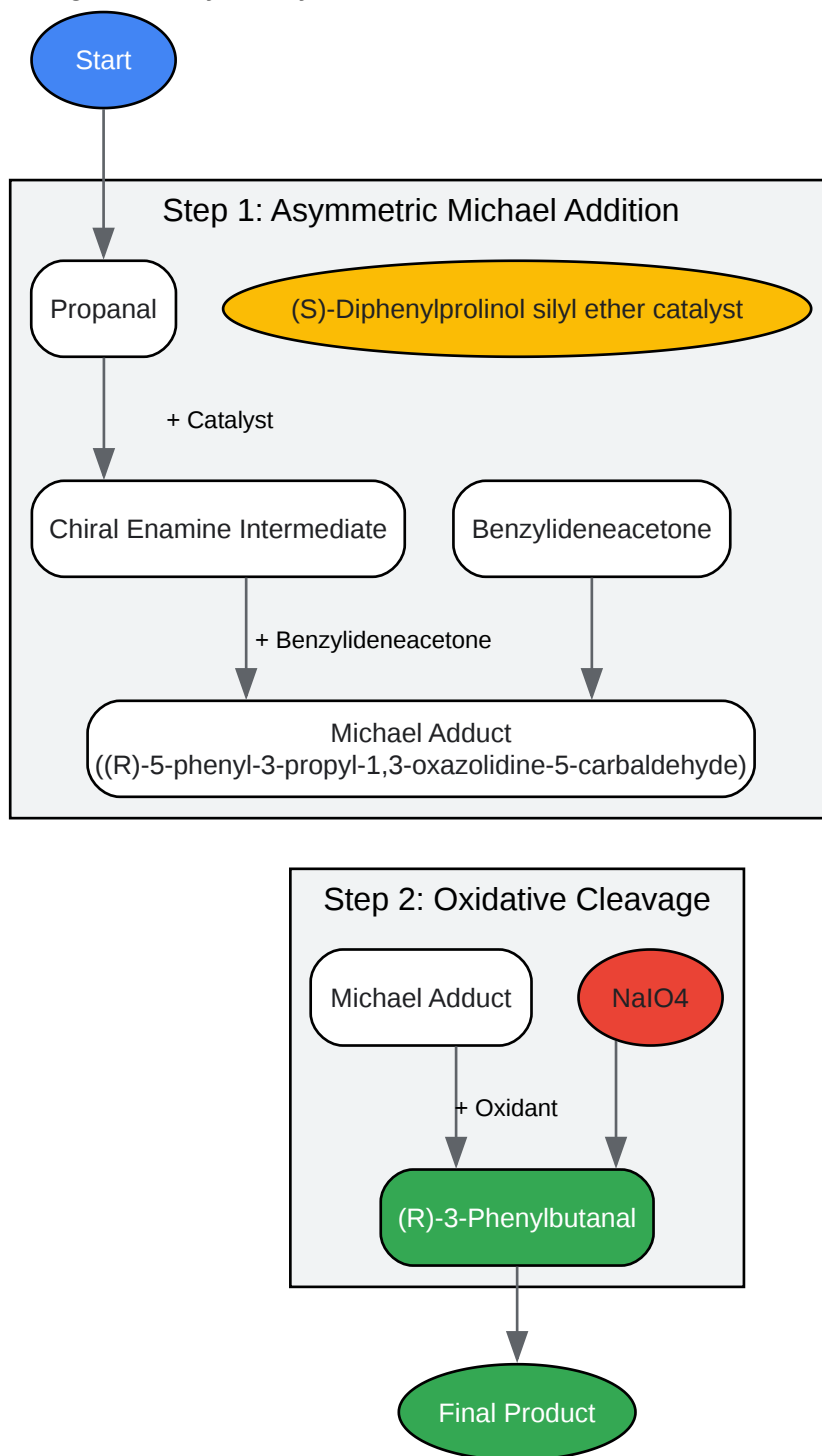 Start
Step 1: Asymmetric Michael Addition
Propanal
(S)-Diphenylprolinol silyl ether catalyst
+ Catalyst
Chiral Enamine Intermediate
Benzylideneacetone
+ Benzylideneacetone
Michael Adduct
((R)-5-phenyl-3-propyl-1,3-oxazolidine-5-carbaldehyde)
Step 2: Oxidative Cleavage
Michael Adduct
NaIO4
+ Oxidant
(R)-3-Phenylbutanal
Final Product